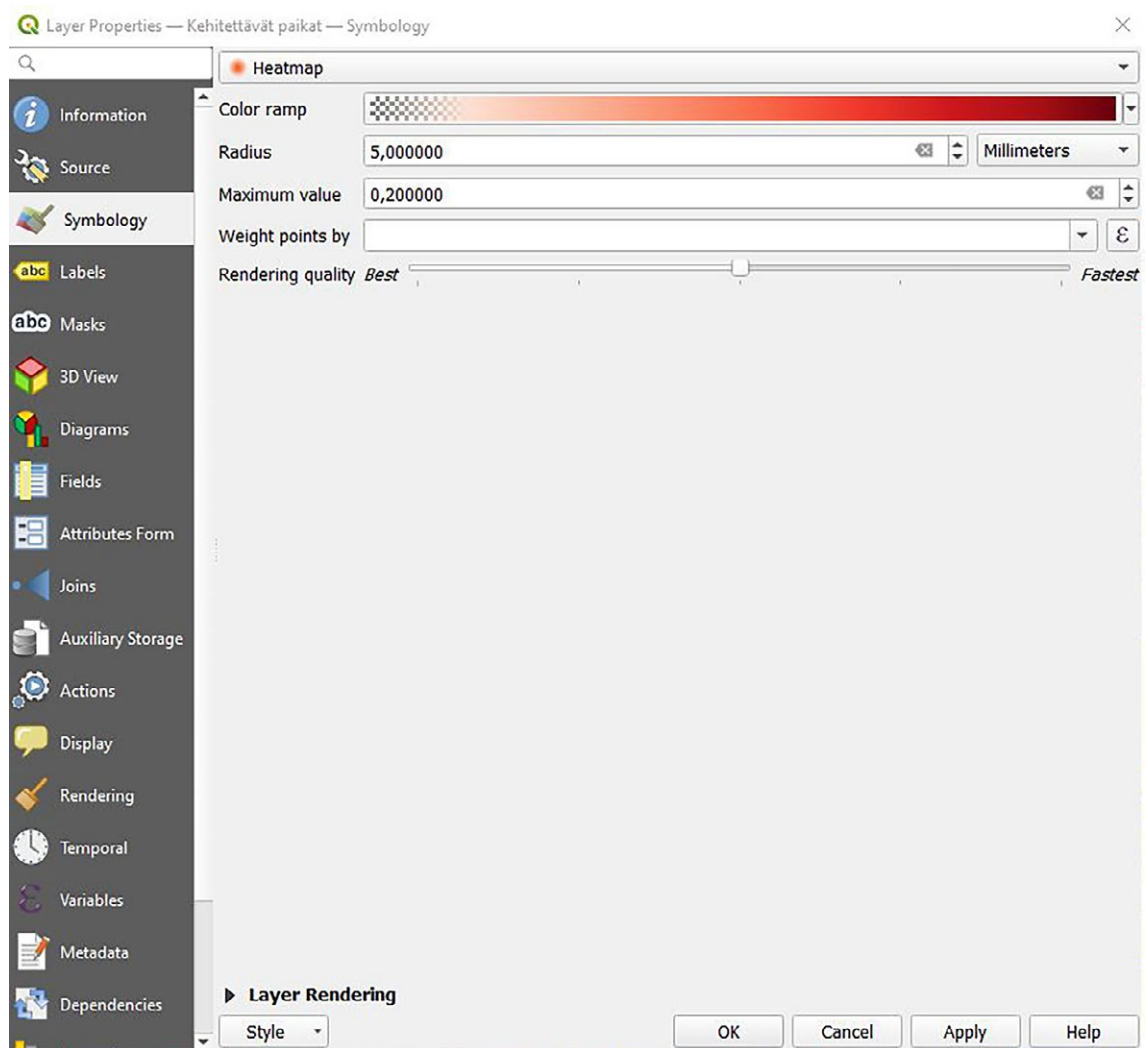 Layer Properties — Kehitettävät paikat — Symbology
Information
Source
Symbology
abc Labels
abc Masks
3D View
Diagrams
Fields
Attributes Form
Joins
Auxiliary Storage
Actions
Display
Rendering
Temporal
Variables
Metadata
Dependencies
Heatmap
Color ramp
Radius 5,000000 Millimeters
Maximum value 0,200000
Weight points by ε
Rendering quality Best Fastest
Layer Rendering
Style OK Cancel Apply Help